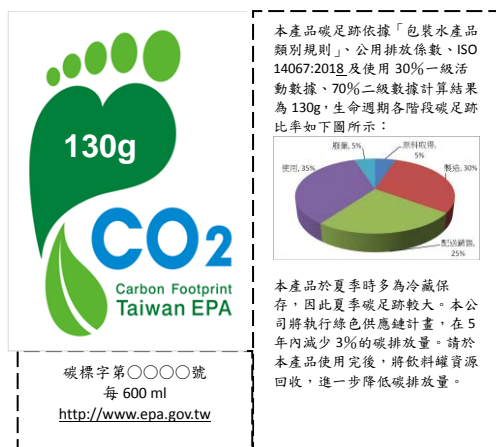 130g
CO2
Carbon Footprint
Taiwan EPA
碳標字第○○○○號
每 600 ml
http://www.epa.gov.tw
本產品碳足跡依據「包裝水產品
類別規則」、公用排放係數、ISO
14067:2018 及使用 30%一級活
動數據、70%二級數據計算結果
為 130g，生命週期各階段碳足跡
比率如下圖所示：
廢棄, 5%
原料取得,
5%
使用, 35%
製造, 30%
配送銷售,
25%
本產品於夏季時多為冷藏保
存，因此夏季碳足跡較大。本公
司將執行綠色供應鏈計畫，在 5
年內減少 3%的碳排放量。請於
本產品使用完後，將飲料罐資源
回收，進一步降低碳排放量。